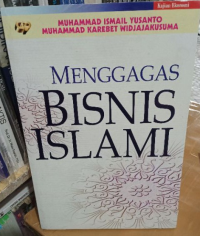 Kajian Ekonomi
MUHAMMAD ISMAIL YUSANTO
MUHAMMAD KAREBET WIDJAJAKUSUMA
MENGGAGAS
BISNIS
ISLAMI